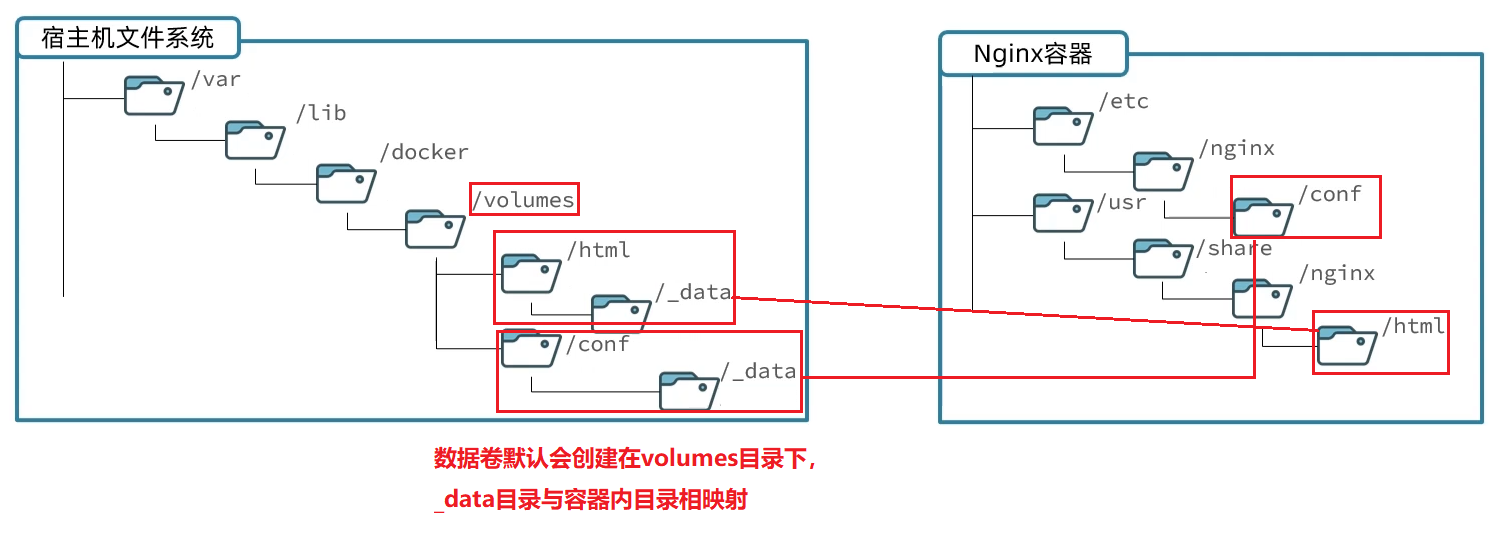 宿主机文件系统
/var
/lib
/docker
/volumes
/html
/_data
/conf
/_data
Nginx容器
/etc
/nginx
/conf
/usr
/share
/nginx
/html
数据卷默认会创建在volumes目录下，
_data目录与容器内目录相映射